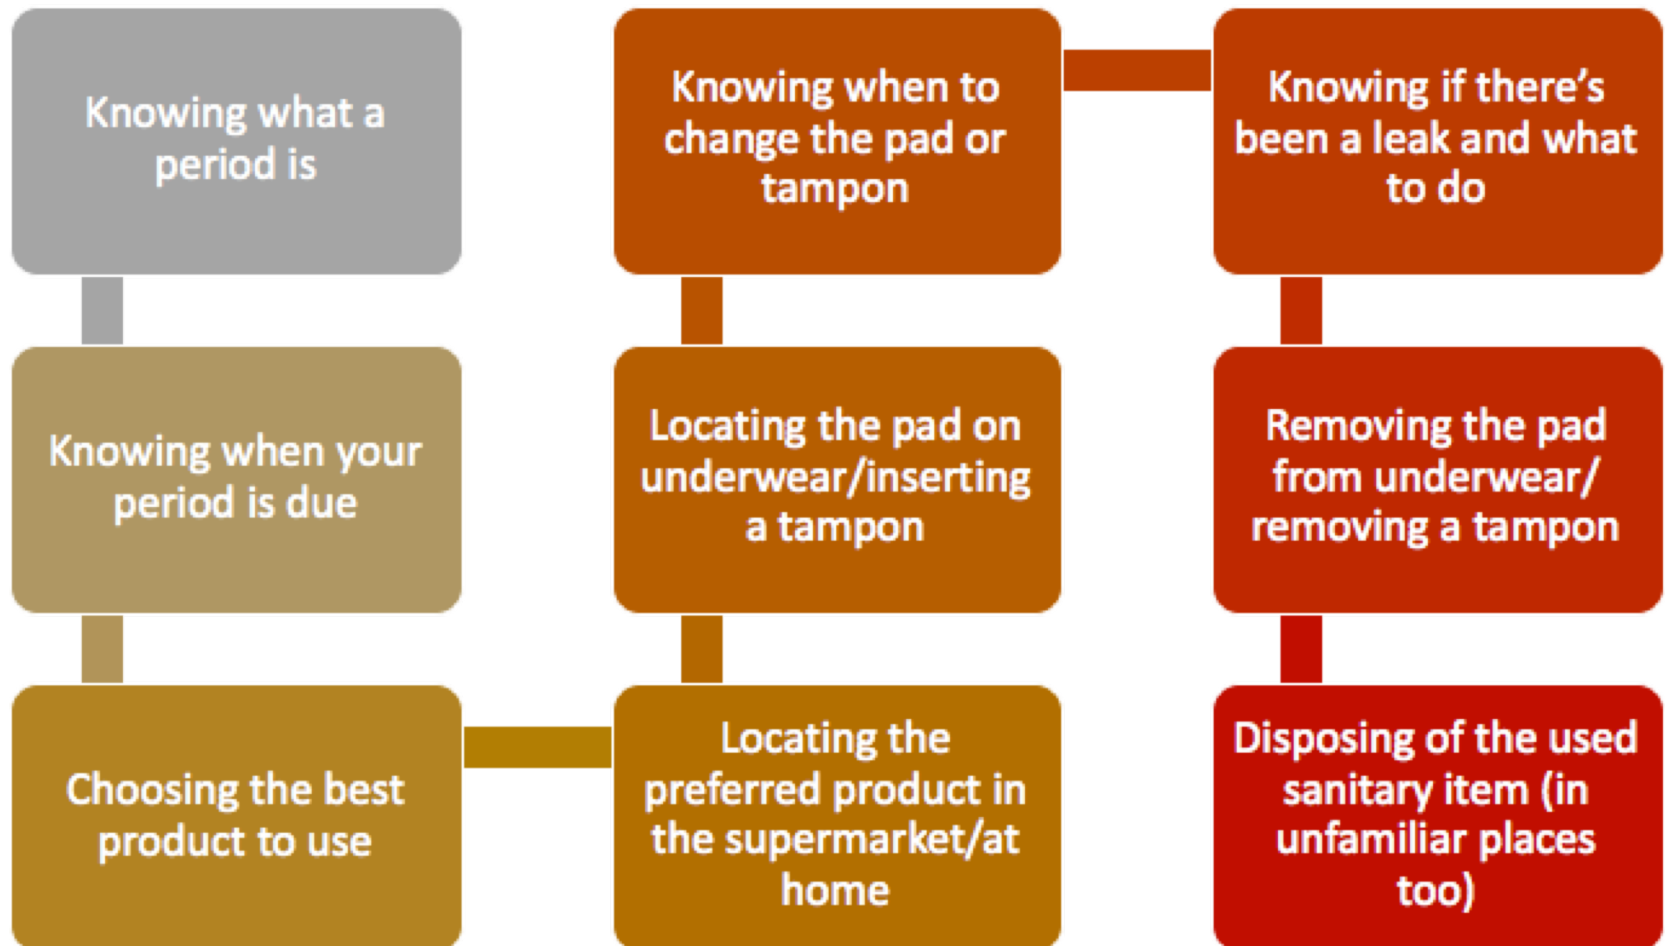 Knowing what a
period is
Knowing when your
period is due
Choosing the best
product to use
Locating the
preferred product in
the supermarket/at
home
Locating the pad on
underwear/inserting
a tampon
Knowing when to
change the pad or
tampon
Knowing if there’s
been a leak and what
to do
Removing the pad
from underwear/
removing a tampon
Disposing of the used
sanitary item (in
unfamiliar places
too)